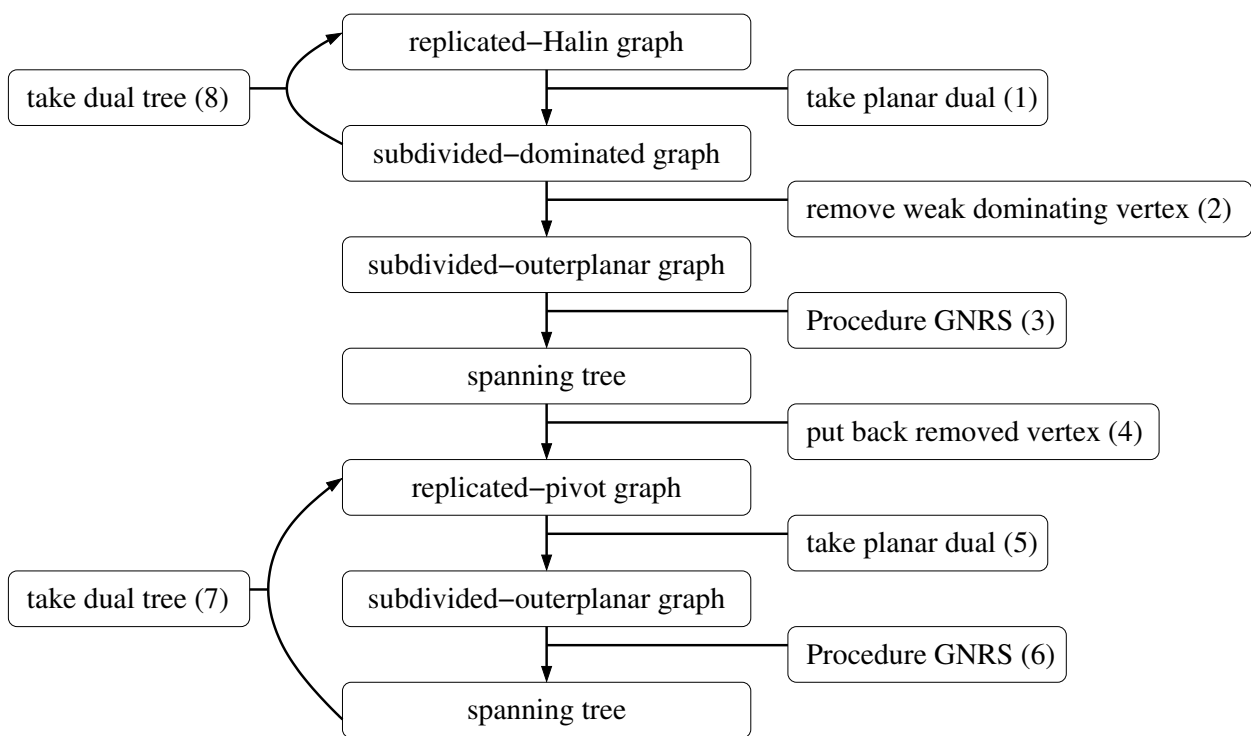 replicated−Halin graph
take dual tree (8)
take planar dual (1)
subdivided−dominated graph
remove weak dominating vertex (2)
subdivided−outerplanar graph
Procedure GNRS (3)
spanning tree
put back removed vertex (4)
replicated−pivot graph
take planar dual (5)
take dual tree (7)
subdivided−outerplanar graph
Procedure GNRS (6)
spanning tree